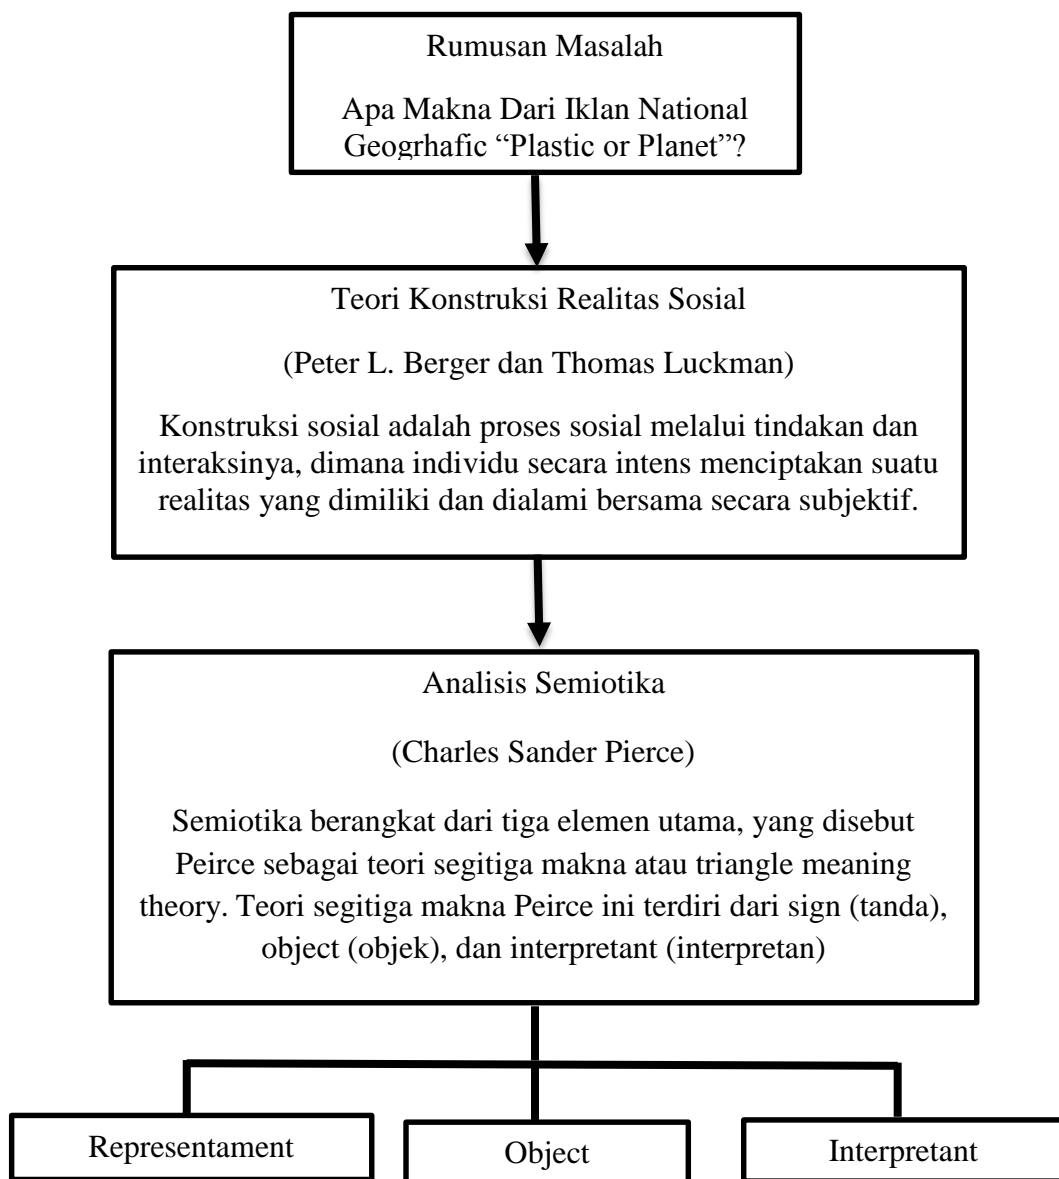 Rumusan Masalah
Apa Makna Dari Iklan National
Geogrhafic “Plastic or Planet”?
Teori Konstruksi Realitas Sosial
(Peter L. Berger dan Thomas Luckman)
Konstruksi sosial adalah proses sosial melalui tindakan dan
interaksinya, dimana individu secara intens menciptakan suatu
realitas yang dimiliki dan dialami bersama secara subjektif.
Analisis Semiotika
(Charles Sander Pierce)
Semiotika berangkat dari tiga elemen utama, yang disebut
Peirce sebagai teori segitiga makna atau triangle meaning
theory. Teori segitiga makna Peirce ini terdiri dari sign (tanda),
object (objek), dan interpretant (interpretan)
Representament
Object
Interpretant